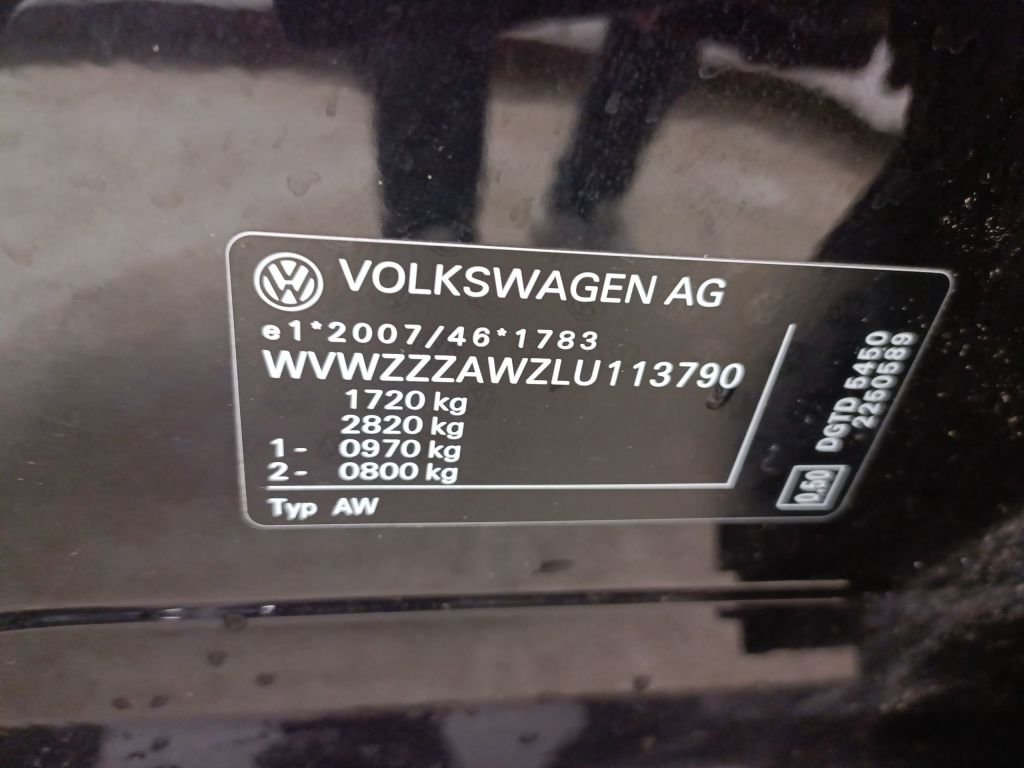 VOLKSWAGEN AG
e1*2007/46*1783
WVWZZZAWZLU113790
1720 kg
2820 kg
1- 0970 kg
2- 0800 kg
Typ AW
DGTD 5450
2250589
0.50